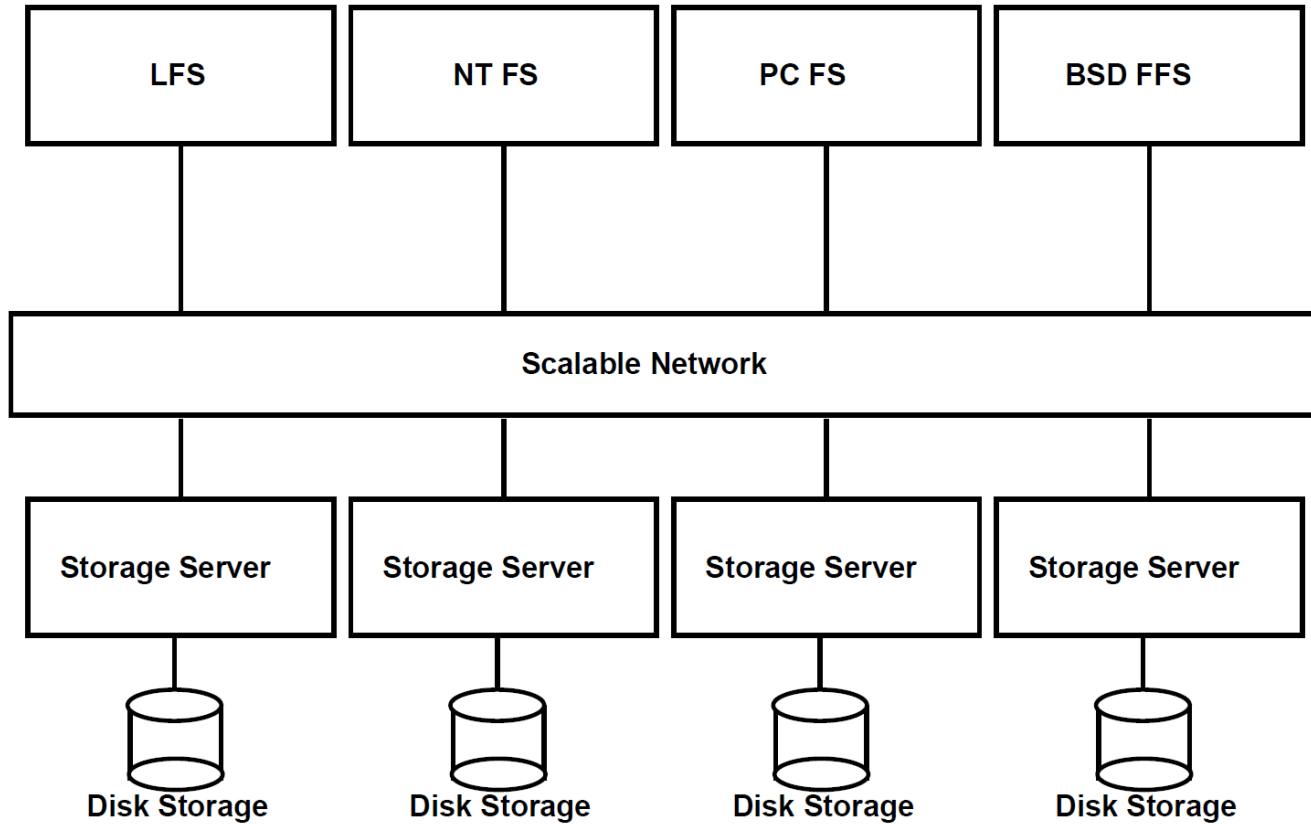 LFS
NT FS
PC FS
BSD FFS
Scalable Network
Storage Server
Storage Server
Storage Server
Storage Server
Disk Storage
Disk Storage
Disk Storage
Disk Storage